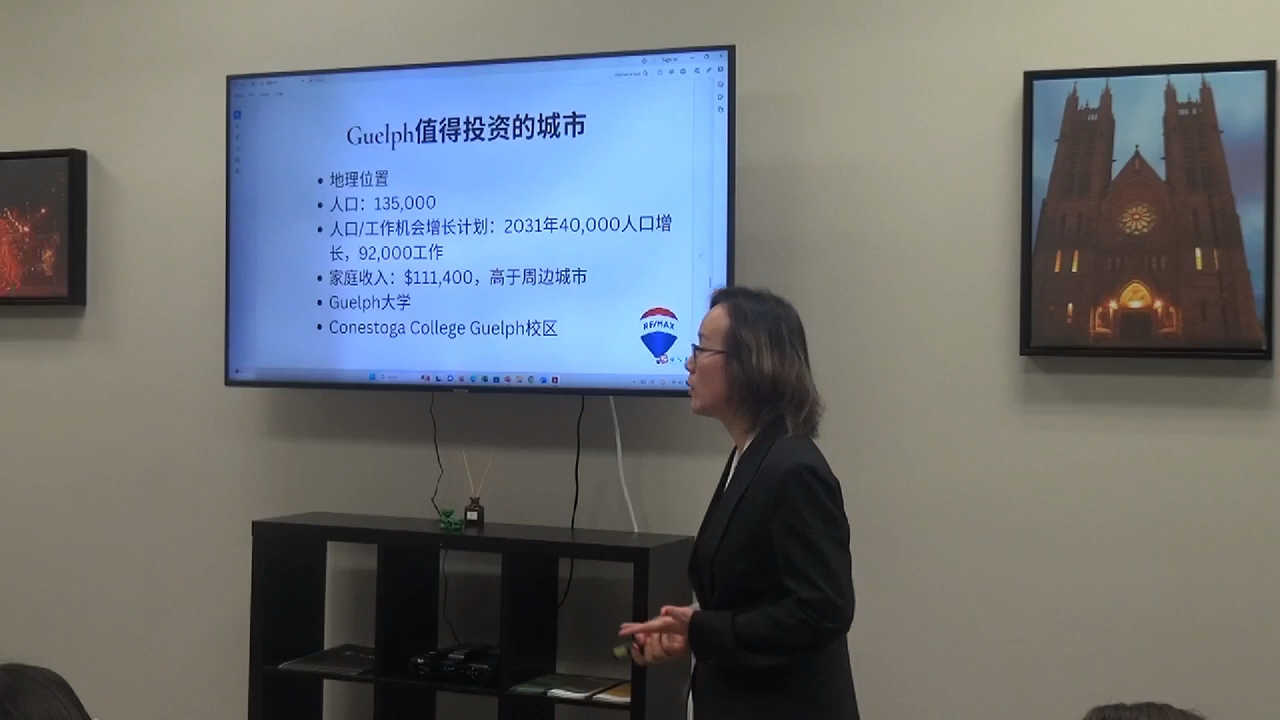 Sign in
Guelph值得投资的城市
• 地理位置
• 人口：135,000
• 人口/工作机会增长计划：2031年40,000人口增
长，92,000工作
• 家庭收入：$111,400，高于周边城市
• Guelph大学
• Conestoga College Guelph校区
RE/MAX